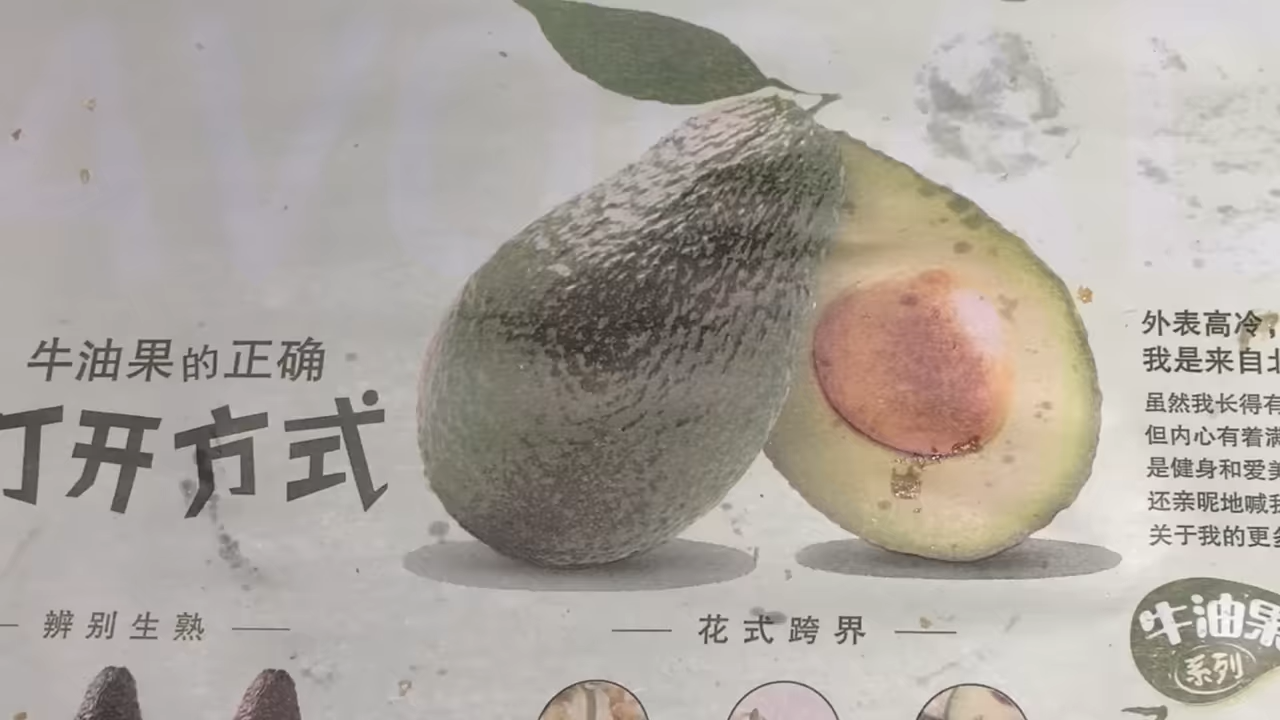 牛油果的正确
打开方式
外表高冷，
我是来自北
虽然我长得有
但内心有着满
是健身和爱美
还亲昵地喊我
关于我的更多
辨别生熟
花式跨界
牛油果
系列